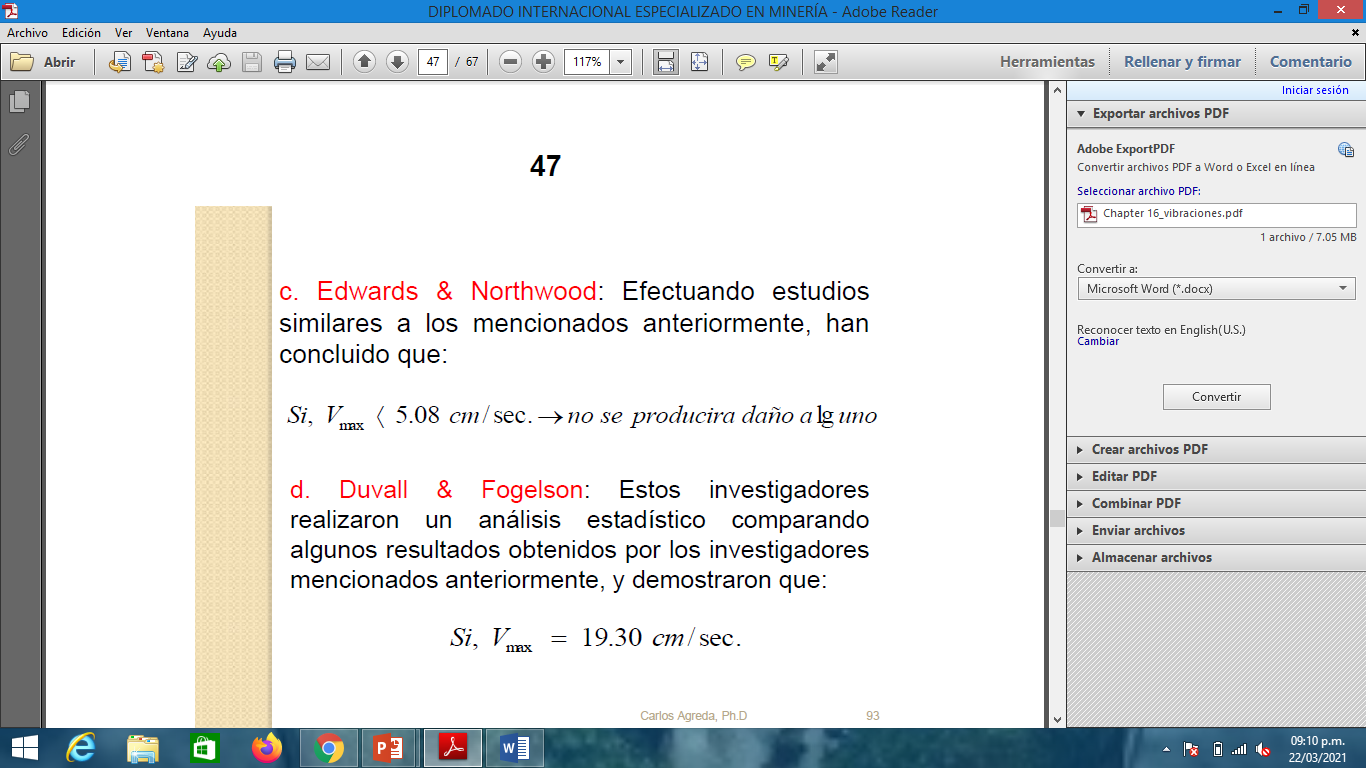 DIPLOMADO INTERNACIONAL ESPECIALIZADO EN MINERÍA - Adobe Reader
Archivo Edición Ver Ventana Ayuda
Abrir 47 / 67 117% Herramientas Rellenar y firmar Comentario
Iniciar sesión
Exportar archivos PDF
Adobe ExportPDF
Convertir archivos PDF a Word o Excel en línea
Seleccionar archivo PDF:
Chapter 16_vibraciones.pdf
1 archivo / 7.05 MB
Convertir a:
Microsoft Word (*.docx)
Reconocer texto en English(U.S.)
Cambiar
Convertir
Crear archivos PDF
Editar PDF
Combinar PDF
Enviar archivos
Almacenar archivos
47
c. Edwards & Northwood: Efectuando estudios
similares a los mencionados anteriormente, han
concluido que:
Si, Vmax 〈 5.08 cm/sec. → no se producira daño alguno
d. Duvall & Fogelson: Estos investigadores
realizaron un análisis estadístico comparando
algunos resultados obtenidos por los investigadores
mencionados anteriormente, y demostraron que:
Si, Vmax = 19.30 cm/sec.
Carlos Agreda, Ph.D 93
09:10 p.m.
22/03/2021